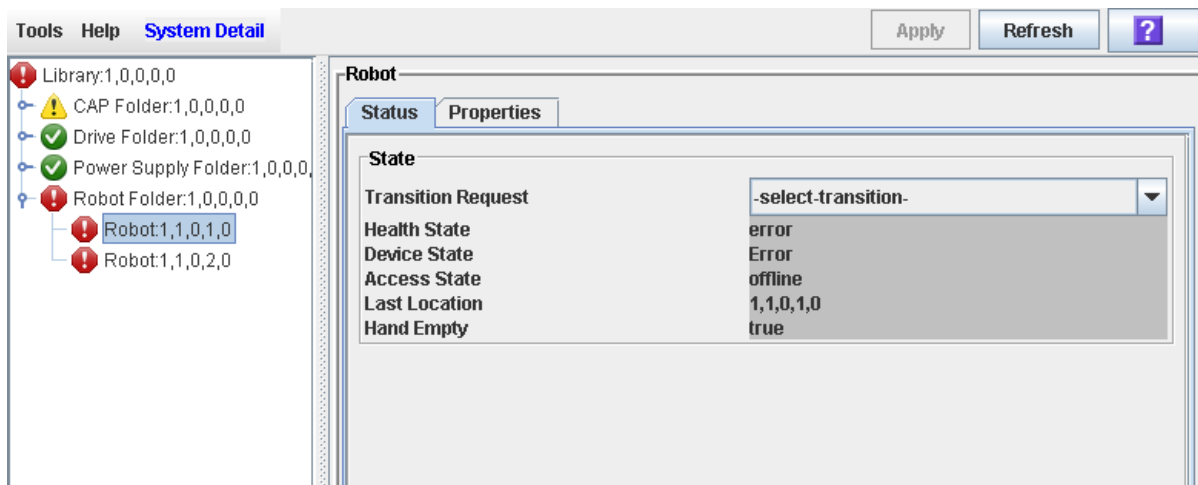 Tools Help System Detail Apply Refresh ?
Library:1,0,0,0,0
CAP Folder:1,0,0,0,0
Drive Folder:1,0,0,0,0
Power Supply Folder:1,0,0,0,
Robot Folder:1,0,0,0,0
Robot:1,1,0,1,0
Robot:1,1,0,2,0
Robot
Status Properties
State
Transition Request -select-transition-
Health State error
Device State Error
Access State offline
Last Location 1,1,0,1,0
Hand Empty true